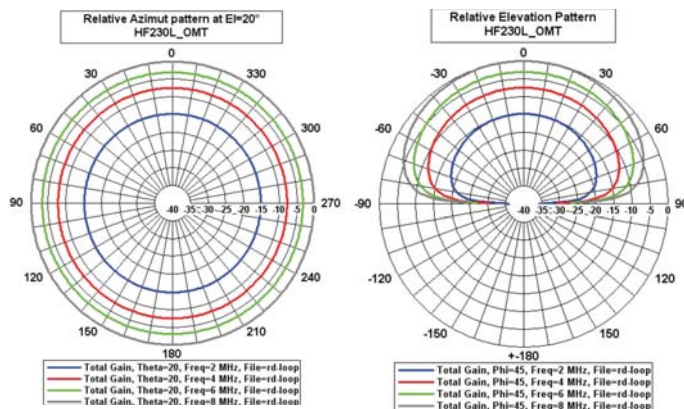 Relative Azimut pattern at El=20°
HF230L_OMT
0
30
330
60
300
90
270
-40 -35 -30 -25 -20 -15 -10 -5 0
120
240
150
210
180
Total Gain, Theta=20, Freq=2 MHz, File=rd-loop
Total Gain, Theta=20, Freq=4 MHz, File=rd-loop
Total Gain, Theta=20, Freq=6 MHz, File=rd-loop
Total Gain, Theta=20, Freq=8 MHz, File=rd-loop
Relative Elevation Pattern
HF230L_OMT
0
-30
30
-60
60
-90
90
-40 -35 -30 -25 -20 -15 -10 -5 0
-120
120
-150
150
+-180
Total Gain, Phi=45, Freq=2 MHz, File=rd-loop
Total Gain, Phi=45, Freq=4 MHz, File=rd-loop
Total Gain, Phi=45, Freq=6 MHz, File=rd-loop
Total Gain, Phi=45, Freq=8 MHz, File=rd-loop